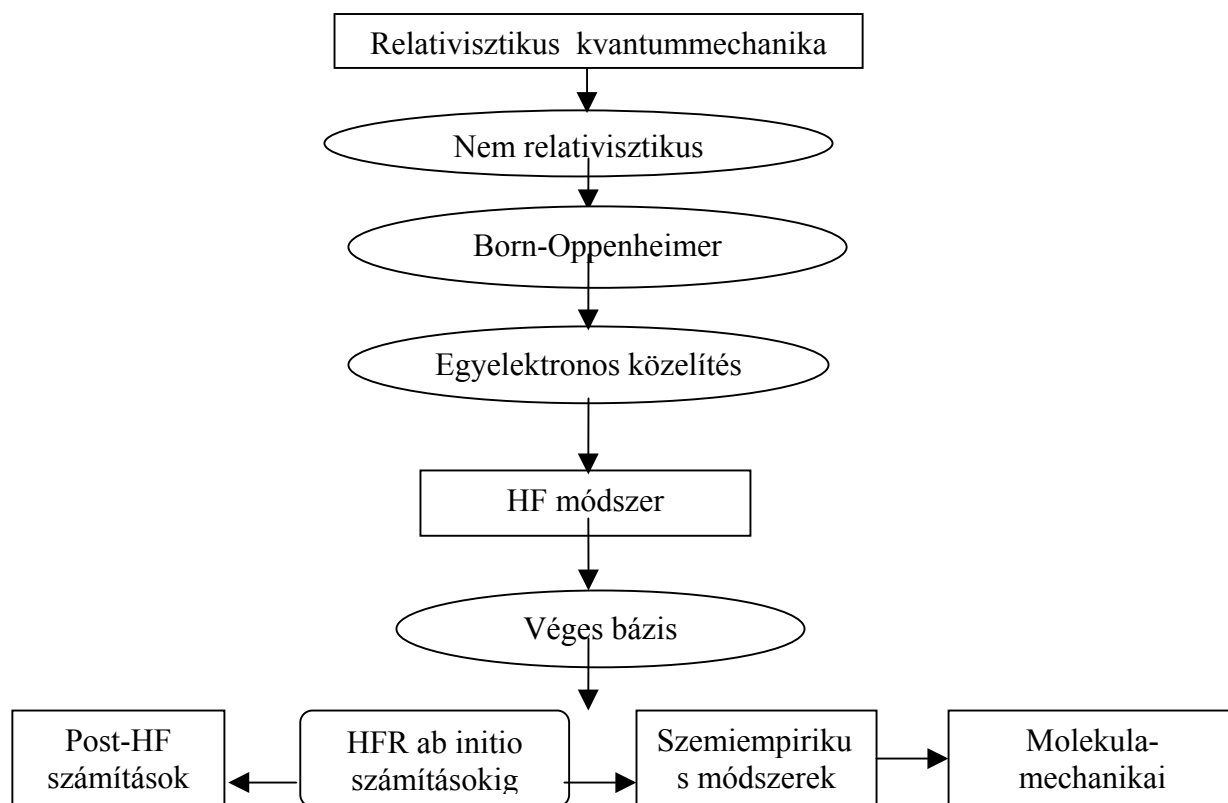 Relativisztikus kvantummechanika
Nem relativisztikus
Born-Oppenheimer
Egyelektronos közelítés
HF módszer
Véges bázis
Post-HF
számítások
HFR ab initio
számításokig
Szemiempiriku
s módszerek
Molekula-
mechanikai